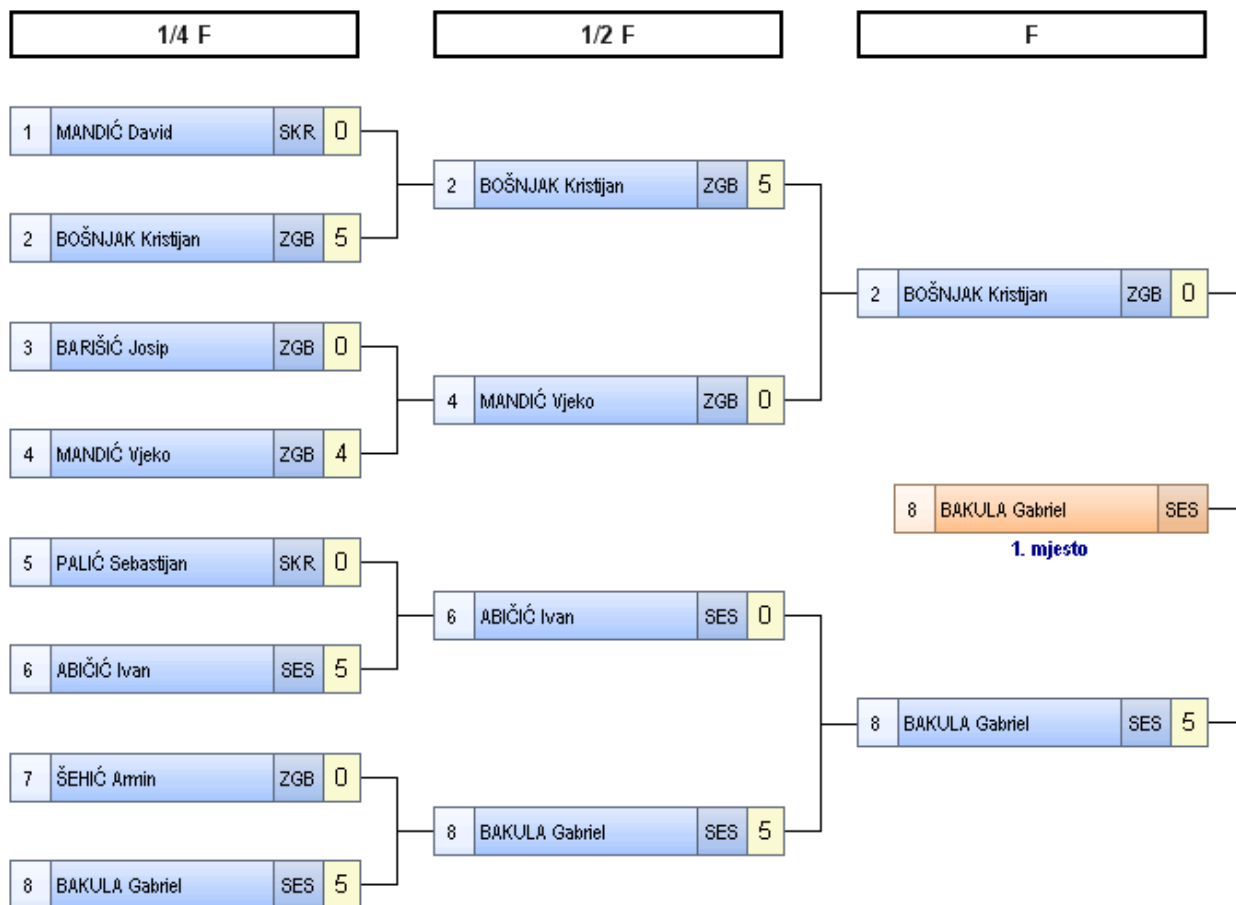 1/4 F 1/2 F F
1 MANDIĆ David SKR 0
2 BOŠNJAK Kristijan ZGB 5
2 BOŠNJAK Kristijan ZGB 5
2 BOŠNJAK Kristijan ZGB 0
3 BARIŠIĆ Josip ZGB 0
4 MANDIĆ Vjeko ZGB 0
4 MANDIĆ Vjeko ZGB 4
8 BAKULA Gabriel SES
1. mjesto
5 PALIĆ Sebastijan SKR 0
6 ABIČIĆ Ivan SES 0
6 ABIČIĆ Ivan SES 5
8 BAKULA Gabriel SES 5
7 ŠEHIĆ Armin ZGB 0
8 BAKULA Gabriel SES 5
8 BAKULA Gabriel SES 5